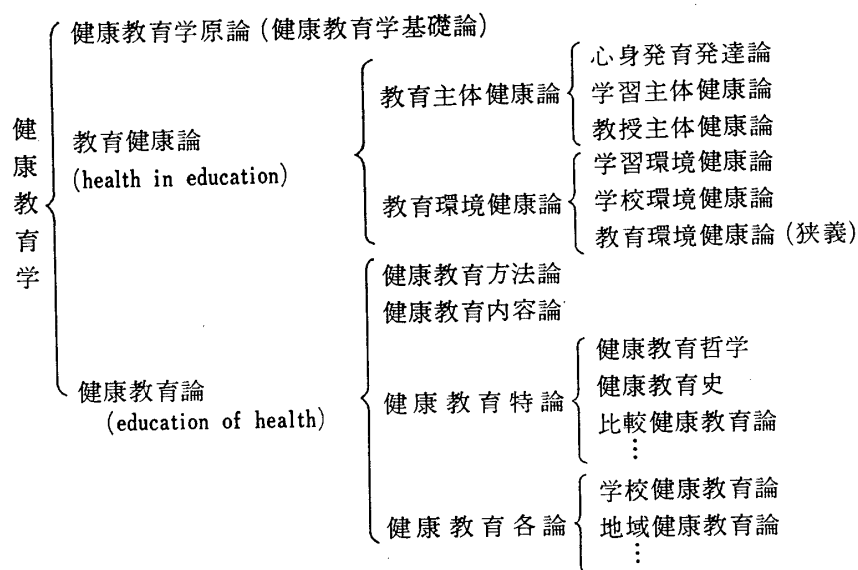 健康教育学
健康教育学原論(健康教育学基礎論)
教育健康論
(health in education)
教育主体健康論
心身発育発達論
学習主体健康論
教授主体健康論
教育環境健康論
学習環境健康論
学校環境健康論
教育環境健康論(狭義)
健康教育論
(education of health)
健康教育方法論
健康教育内容論
健康教育特論
健康教育哲学
健康教育史
比較健康教育論
⋮
健康教育各論
学校健康教育論
地域健康教育論
⋮